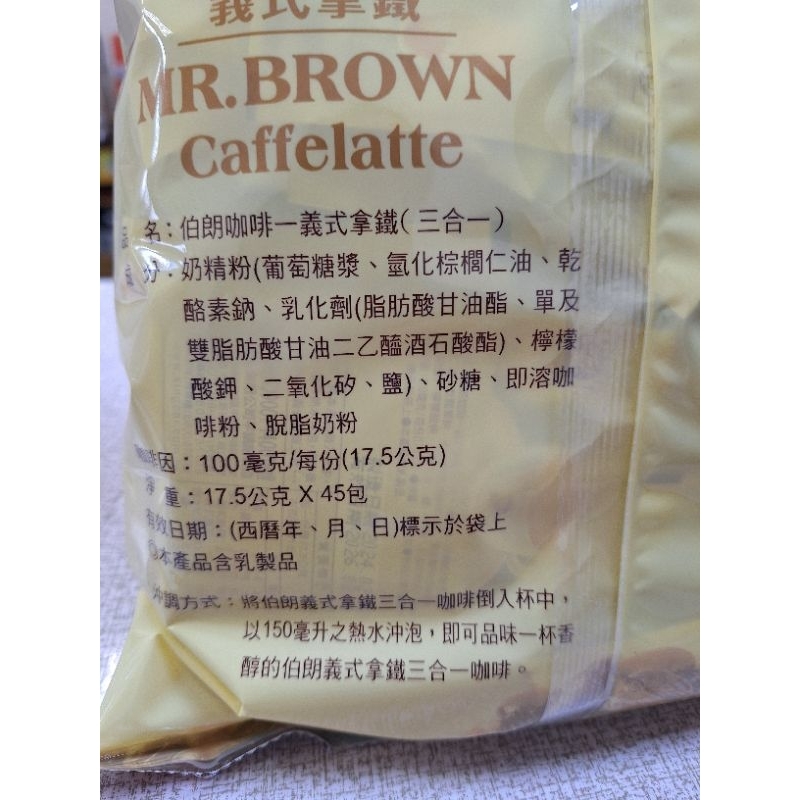 義式拿鐵
MR.BROWN
Caffelatte
品 名：伯朗咖啡一義式拿鐵（三合一）
成 分：奶精粉(葡萄糖漿、氫化棕櫚仁油、乾
酪素鈉、乳化劑(脂肪酸甘油酯、單及
雙脂肪酸甘油二乙醯酒石酸酯)、檸檬
酸鉀、二氧化矽、鹽)、砂糖、即溶咖
啡粉、脫脂奶粉
咖啡因：100毫克/每份(17.5公克)
淨 重：17.5公克 X 45包
有效日期：(西曆年、月、日)標示於袋上
◎本產品含乳製品
沖調方式：將伯朗義式拿鐵三合一咖啡倒入杯中，
以150毫升之熱水沖泡，即可品味一杯香
醇的伯朗義式拿鐵三合一咖啡。